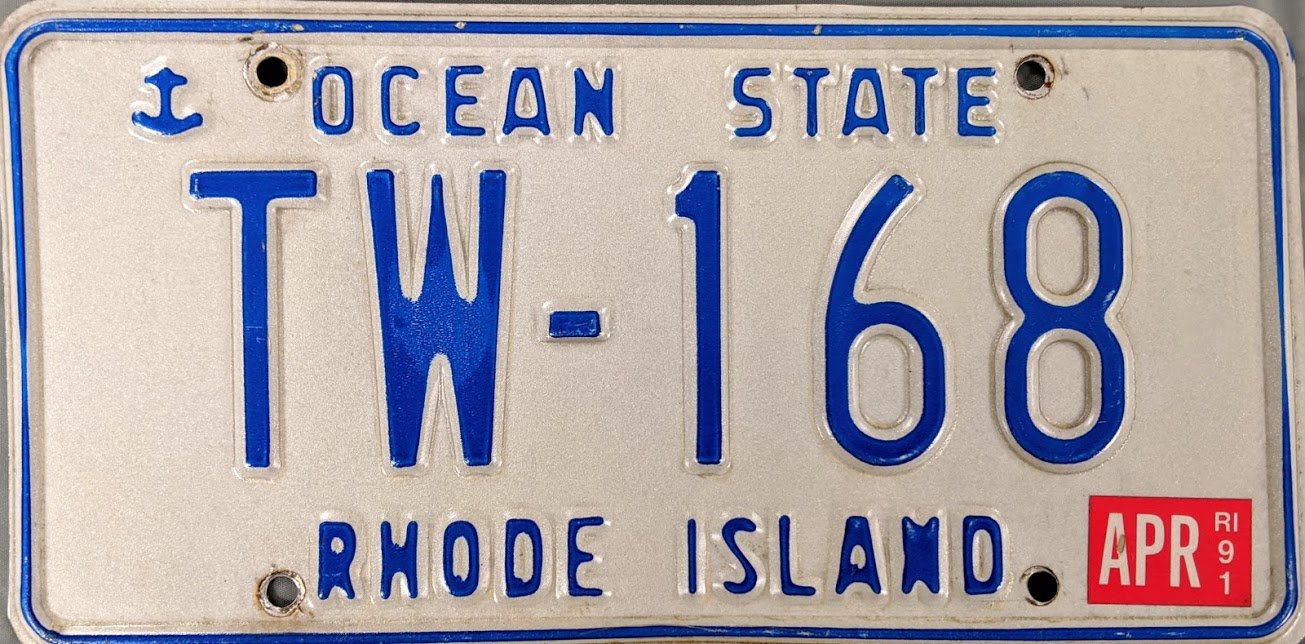 OCEAN STATE
TW-168
RHODE ISLAND
APR
RI
91